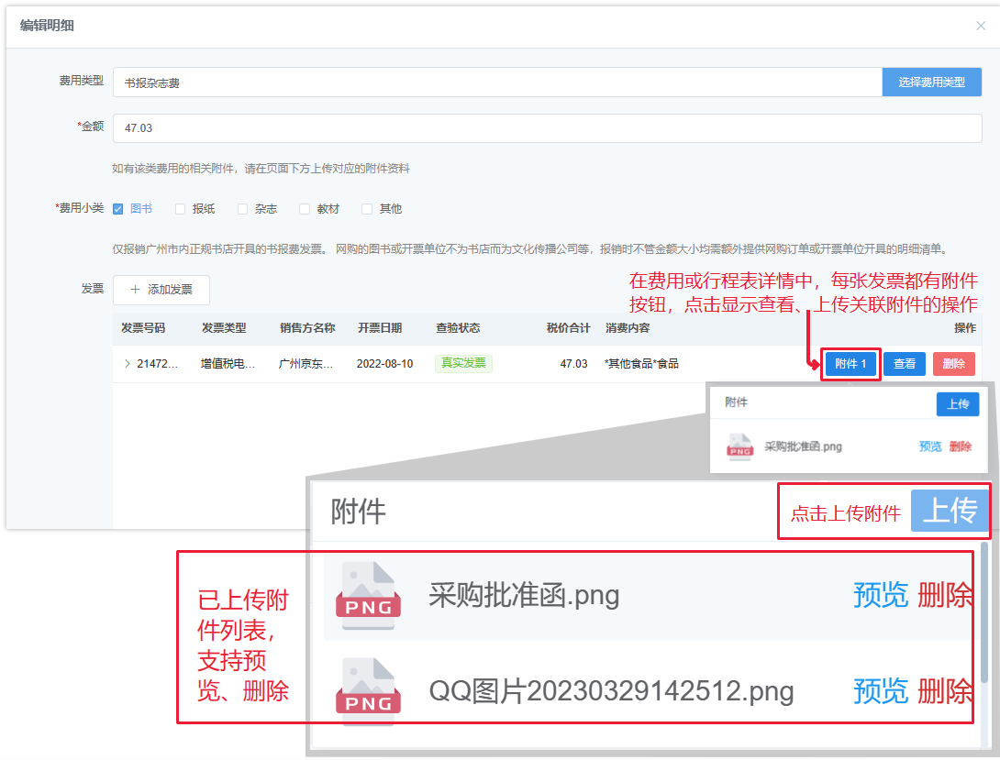 编辑明细
费用类型 书报杂志费 选择费用类型
*金额 47.03
如有该类费用的相关附件，请在页面下方上传对应的附件资料
*费用小类 图书 报纸 杂志 教材 其他
仅报销广州市内正规书店开具的书报费发票。 网购的图书或开票单位不为书店而为文化传播公司等，报销时不管金额大小均需额外提供网购订单或开票单位开具的明细清单。
发票 + 添加发票
在费用或行程表详情中，每张发票都有附件
按钮，点击显示查看、上传关联附件的操作
发票号码 发票类型 销售方名称 开票日期 查验状态 税价合计 消费内容 操作
21472... 增值税电... 广州京东... 2022-08-10 真实发票 47.03 *其他食品*食品 附件 1 查看 删除
附件 上传
PNG 采购批准函.png 预览 删除
附件 点击上传附件 上传
已上传附
件列表，
支持预
览、删除
PNG 采购批准函.png 预览 删除
PNG QQ图片20230329142512.png 预览 删除